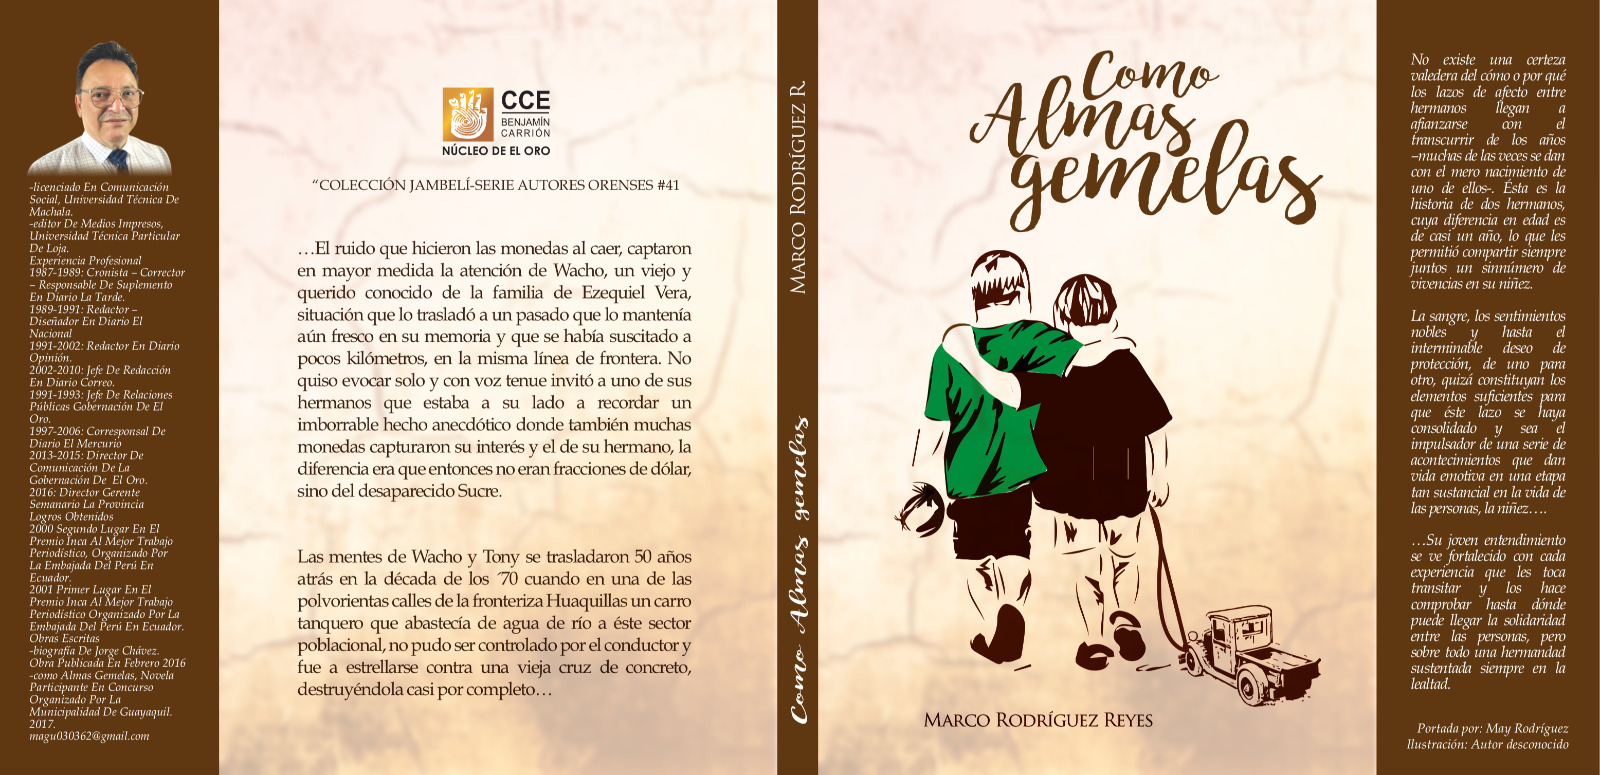 -licenciado En Comunicación
Social, Universidad Técnica De
Machala.
-editor De Medios Impresos,
Universidad Técnica Particular
De Loja.
Experiencia Profesional
1987-1989: Cronista – Corrector
– Responsable De Suplemento
En Diario La Tarde.
1989-1991: Redactor –
Diseñador En Diario El
Nacional
1991-2002: Redactor En Diario
Opinión.
2002-2010: Jefe De Redacción
En Diario Correo.
1991-1993: Jefe De Relaciones
Públicas Gobernación De El
Oro.
1997-2006: Corresponsal De
Diario El Mercurio
2013-2015: Director De
Comunicación De La
Gobernación De El Oro.
2016: Director Gerente
Semanario La Provincia
Logros Obtenidos
2000 Segundo Lugar En El
Premio Inca Al Mejor Trabajo
Periodístico, Organizado Por
La Embajada Del Perú En
Ecuador.
2001 Primer Lugar En El
Premio Inca Al Mejor Trabajo
Periodístico Organizado Por La
Embajada Del Perú En Ecuador.
Obras Escritas
-biografía De Jorge Chávez.
Obra Publicada En Febrero 2016
-como Almas Gemelas, Novela
Participante En Concurso
Organizado Por La
Municipalidad De Guayaquil.
2017.
magu030362@gmail.com
CCE
BENJAMÍN
CARRIÓN
NÚCLEO DE EL ORO
“COLECCIÓN JAMBELÍ-SERIE AUTORES ORENSES #41
…El ruido que hicieron las monedas al caer, captaron
en mayor medida la atención de Wacho, un viejo y
querido conocido de la familia de Ezequiel Vera,
situación que lo trasladó a un pasado que lo mantenía
aún fresco en su memoria y que se había suscitado a
pocos kilómetros, en la misma línea de frontera. No
quiso evocar solo y con voz tenue invitó a uno de sus
hermanos que estaba a su lado a recordar un
imborrable hecho anecdótico donde también muchas
monedas capturaron su interés y el de su hermano, la
diferencia era que entonces no eran fracciones de dólar,
sino del desaparecido Sucre.
Las mentes de Wacho y Tony se trasladaron 50 años
atrás en la década de los ´70 cuando en una de las
polvorientas calles de la fronteriza Huaquillas un carro
tanquero que abastecía de agua de río a éste sector
poblacional, no pudo ser controlado por el conductor y
fue a estrellarse contra una vieja cruz de concreto,
destruyéndola casi por completo…
MARCO RODRÍGUEZ R.
Como Almas gemelas
Como
Almas
gemelas
MARCO RODRÍGUEZ REYES
No existe una certeza
valedera del cómo o por qué
los lazos de afecto entre
hermanos llegan a
afianzarse con el
transcurrir de los años
–muchas de las veces se dan
con el mero nacimiento de
uno de ellos-. Ésta es la
historia de dos hermanos,
cuya diferencia en edad es
de casi un año, lo que les
permitió compartir siempre
juntos un sinnúmero de
vivencias en su niñez.
La sangre, los sentimientos
nobles y hasta el
interminable deseo de
protección, de uno para
otro, quizá constituyan los
elementos suficientes para
que éste lazo se haya
consolidado y sea el
impulsador de una serie de
acontecimientos que dan
vida emotiva en una etapa
tan sustancial en la vida de
las personas, la niñez….
…Su joven entendimiento
se ve fortalecido con cada
experiencia que les toca
transitar y los hace
comprobar hasta dónde
puede llegar la solidaridad
entre las personas, pero
sobre todo una hermandad
sustentada siempre en la
lealtad.
Portada por: May Rodríguez
Ilustración: Autor desconocido